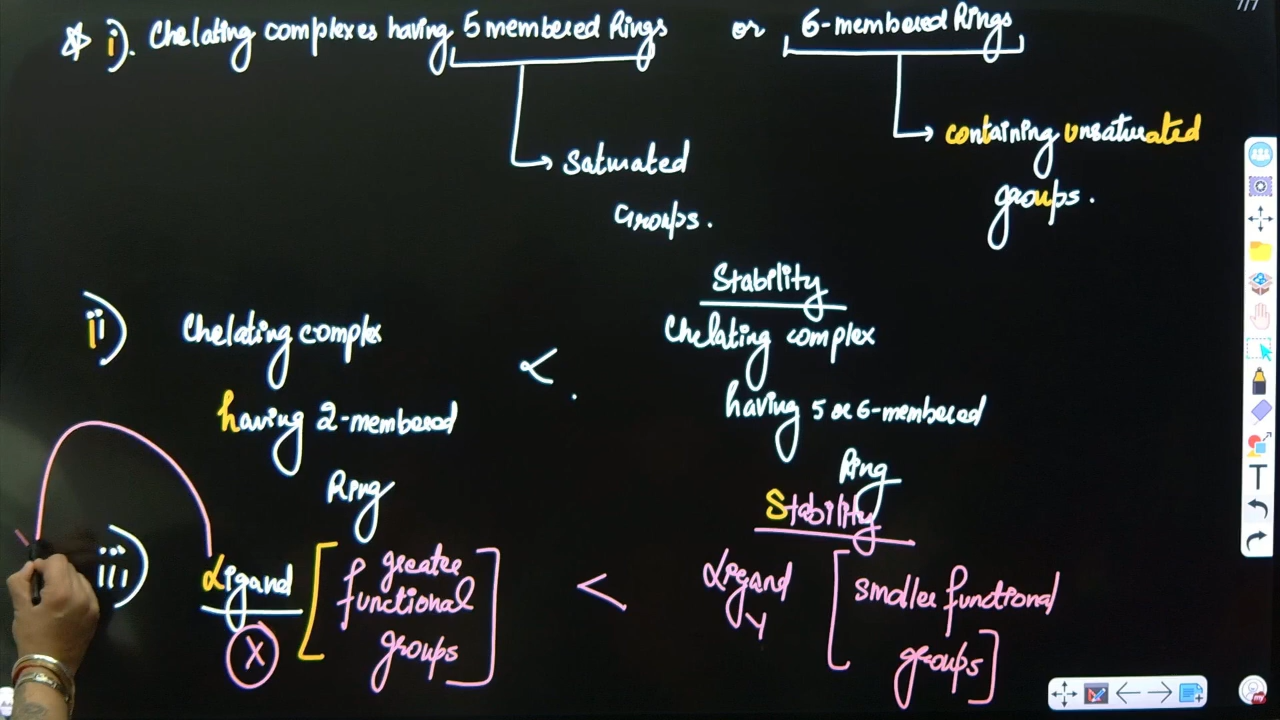 i). Chelating complexes having 5 membered Rings or 6-membered Rings
Saturated Groups.
containing unsaturated groups.
Stability
ii) Chelating complex < Chelating complex
having 2-membered having 5 or 6-membered
Ring Ring
Stability
iii) Ligand X [greater functional groups] < Ligand Y [smaller functional groups]
T